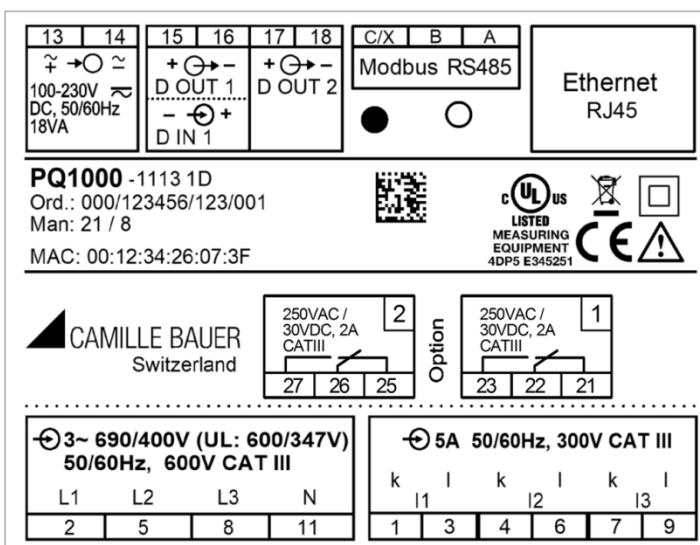 13 14
100-230V
DC, 50/60Hz
18VA
15 16
+ -
D OUT 1
- +
D IN 1
17 18
+ -
D OUT 2
C/X B A
Modbus RS485
Ethernet
RJ45
PQ1000 -1113 1D
Ord.: 000/123456/123/001
Man: 21 / 8
MAC: 00:12:34:26:07:3F
C UL US
LISTED
MEASURING
EQUIPMENT
4DP5 E345251
CE
CAMILLE BAUER
Switzerland
250VAC / 2
30VDC, 2A
CATIII
27 26 25
Option
250VAC / 1
30VDC, 2A
CATIII
23 22 21
3~ 690/400V (UL: 600/347V)
50/60Hz, 600V CAT III
L1 L2 L3 N
2 5 8 11
5A 50/60Hz, 300V CAT III
k l k l k l
I1 I2 I3
1 3 4 6 7 9